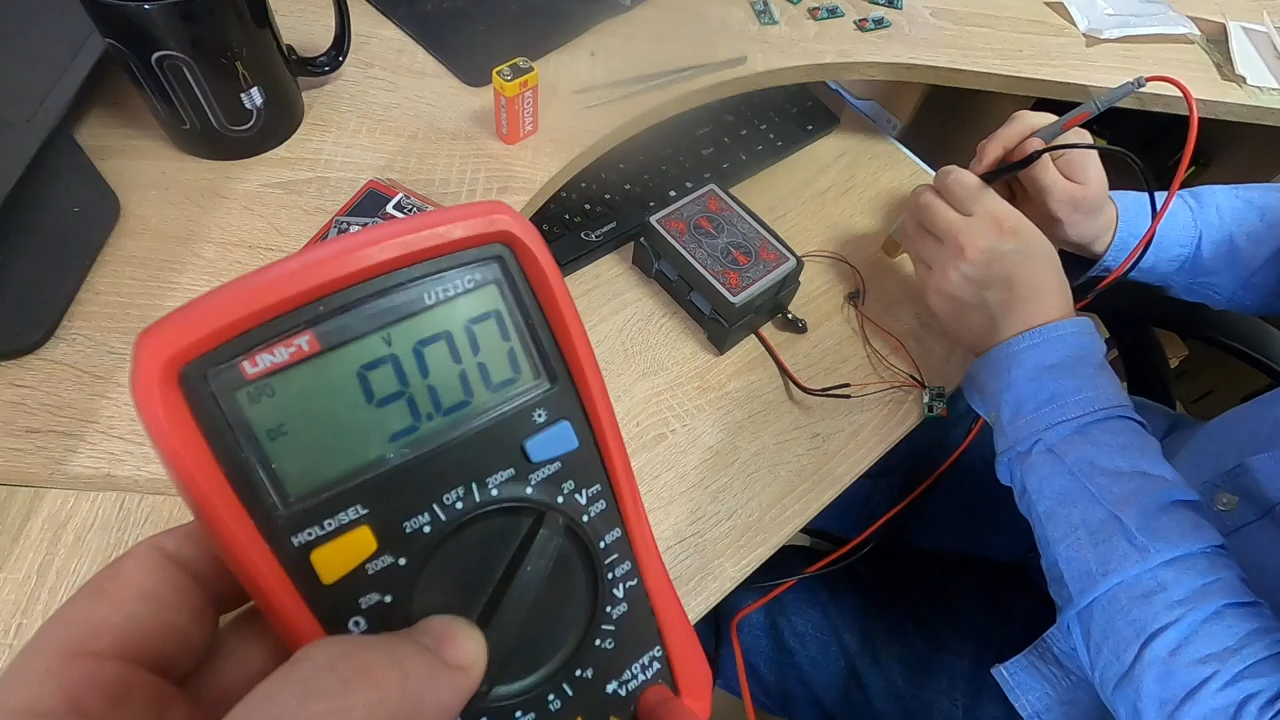 KODAK
UT33C+
UNI-T
APO
V
9.00
DC
HOLD/SEL
OFF
200m
2000m
20
V
200
600
600
V~
200
°C
°F
20M
200k
20k
Ω
10
Ω°F°C
VmAµA